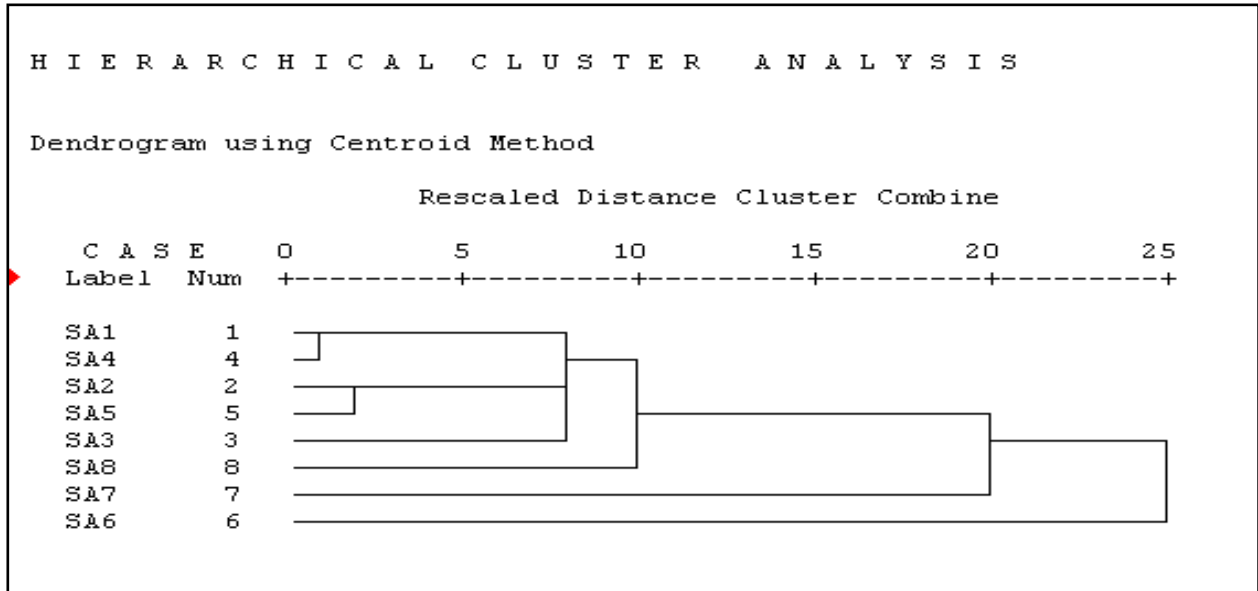 H I E R A R C H I C A L   C L U S T E R   A N A L Y S I S
Dendrogram using Centroid Method
Rescaled Distance Cluster Combine
C A S E 0 5 10 15 20 25
Label Num +---------+---------+---------+---------+---------+
SA1 1
SA4 4
SA2 2
SA5 5
SA3 3
SA8 8
SA7 7
SA6 6